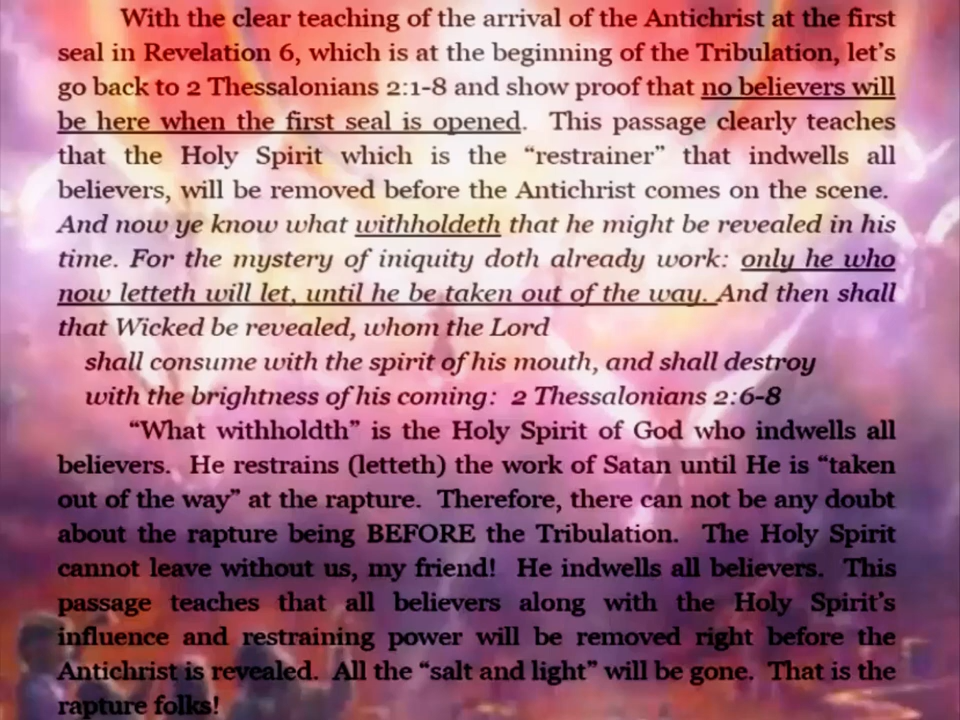 With the clear teaching of the arrival of the Antichrist at the first
seal in Revelation 6, which is at the beginning of the Tribulation, let's
go back to 2 Thessalonians 2:1-8 and show proof that no believers will
be here when the first seal is opened. This passage clearly teaches
that the Holy Spirit which is the “restrainer” that indwells all
believers, will be removed before the Antichrist comes on the scene.
And now ye know what withholdeth that he might be revealed in his
time. For the mystery of iniquity doth already work: only he who
now letteth will let, until he be taken out of the way. And then shall
that Wicked be revealed, whom the Lord
shall consume with the spirit of his mouth, and shall destroy
with the brightness of his coming: 2 Thessalonians 2:6-8
“What withholdth” is the Holy Spirit of God who indwells all
believers. He restrains (letteth) the work of Satan until He is “taken
out of the way” at the rapture. Therefore, there can not be any doubt
about the rapture being BEFORE the Tribulation. The Holy Spirit
cannot leave without us, my friend! He indwells all believers. This
passage teaches that all believers along with the Holy Spirit's
influence and restraining power will be removed right before the
Antichrist is revealed. All the “salt and light” will be gone. That is the
rapture folks!